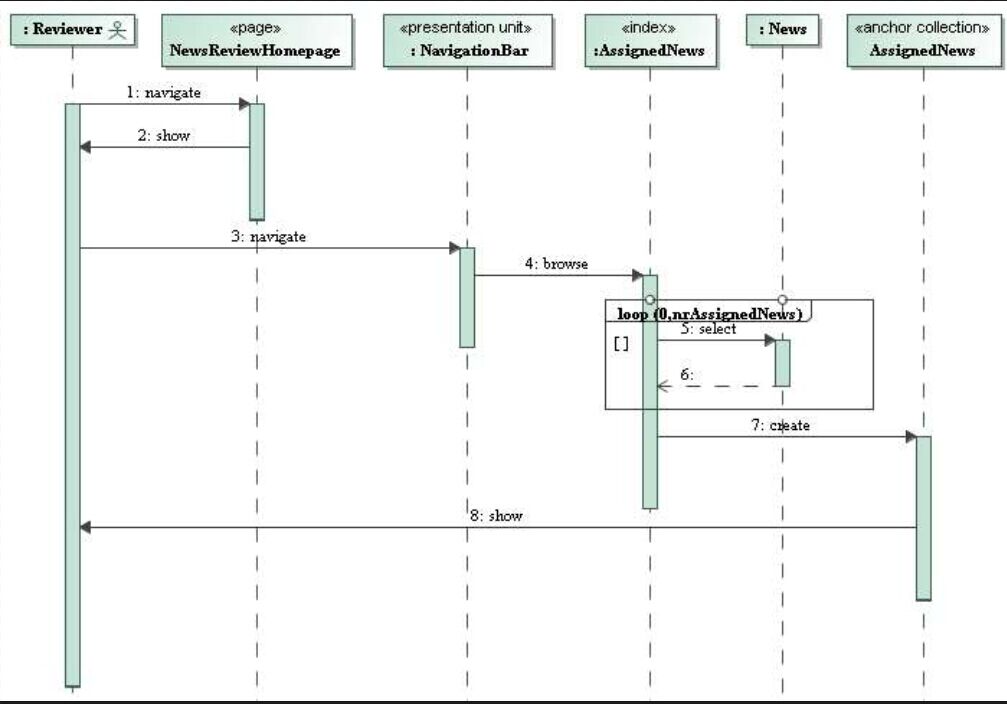 : Reviewer
«page»
NewsReviewHomepage
«presentation unit»
: NavigationBar
«index»
:AssignedNews
: News
«anchor collection»
AssignedNews
1: navigate
2: show
3: navigate
4: browse
loop (0,nrAssignedNews)
5: select
[ ]
6:
7: create
8: show